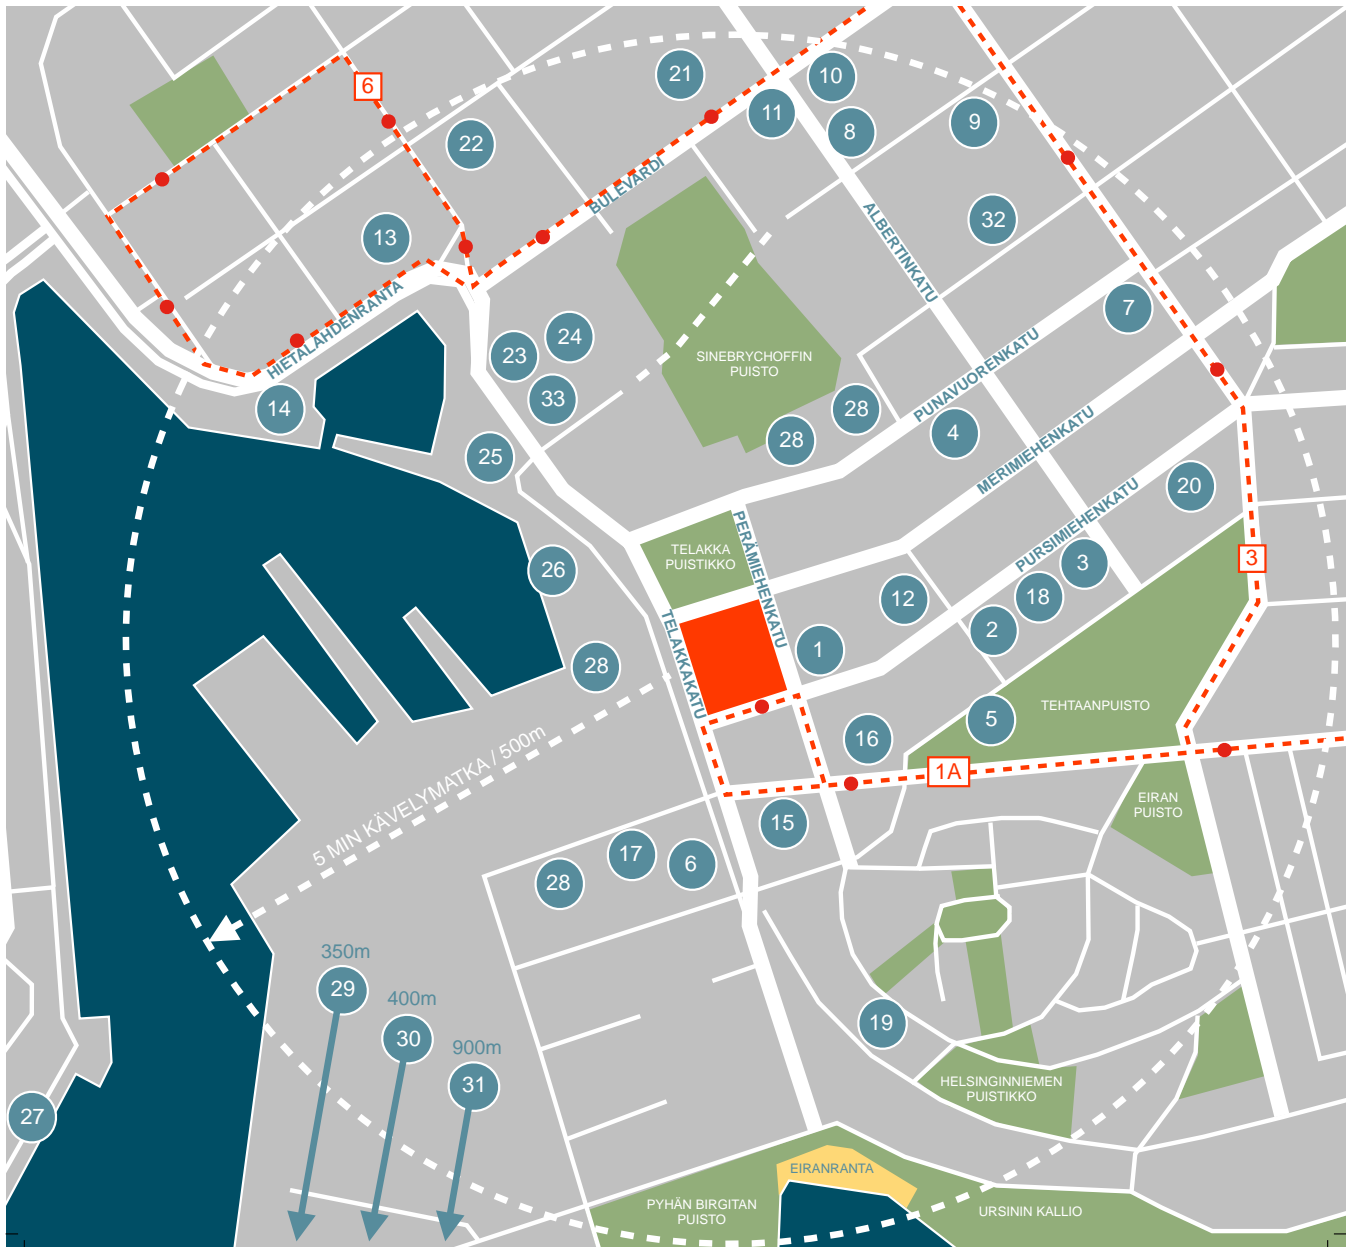 6
21
10
11
8
9
22
BULEVARDI
13
ALBERTINKATU
32
HIETALAHDENRANTA
7
24
23
SINEBRYCHOFFIN
PUISTO
PUNAVUORENKATU
33
14
28
28
4
MERIMIEHENKATU
25
20
PURSIMIEHENKATU
PERÄMIEHENKATU
TELAKKA
PUISTIKKO
3
3
26
18
12
2
TELAKKAKATU
1
28
5
TEHTAANPUISTO
16
5 MIN KÄVELYMATKA / 500m
1A
EIRAN
PUISTO
15
17
6
28
350m
29
400m
30
19
900m
31
HELSINGINNIEMEN
PUISTIKKO
27
EIRANRANTA
PYHÄN BIRGITAN
PUISTO
URSININ KALLIO